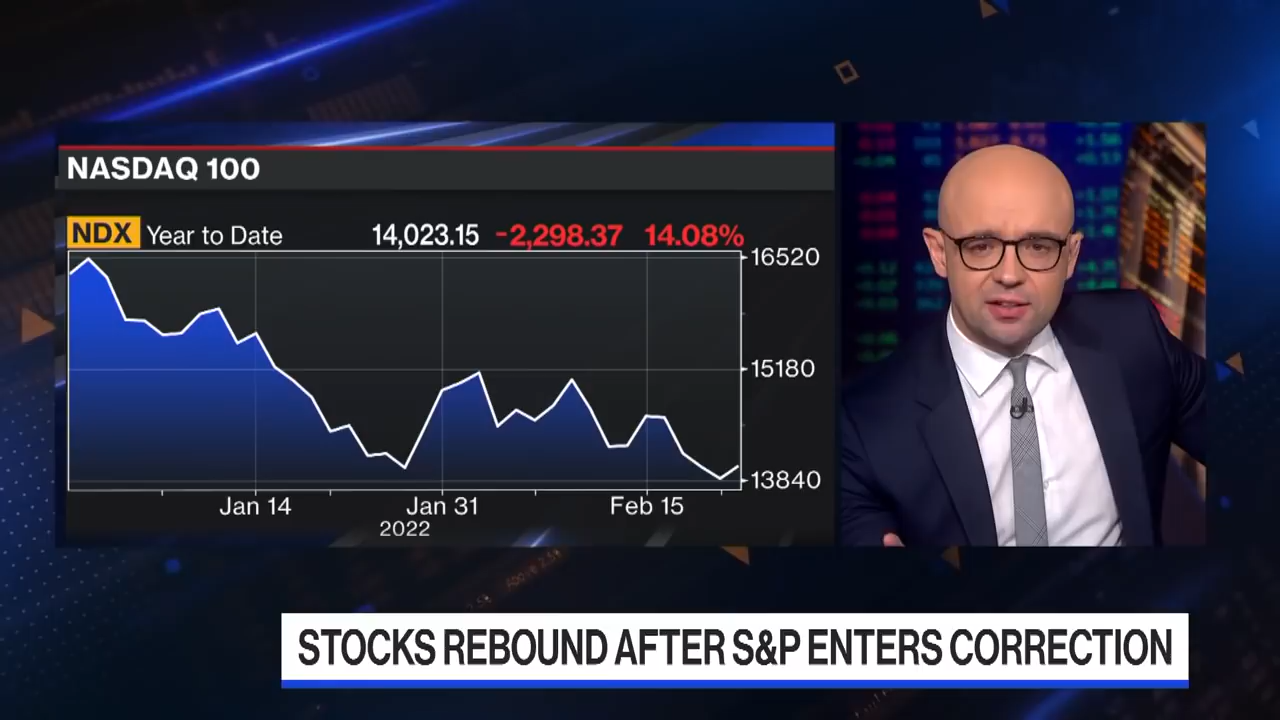 NASDAQ 100
NDX Year to Date 14,023.15 -2,298.37 14.08%
16520
15180
13840
Jan 14 Jan 31 Feb 15
2022
STOCKS REBOUND AFTER S&P ENTERS CORRECTION